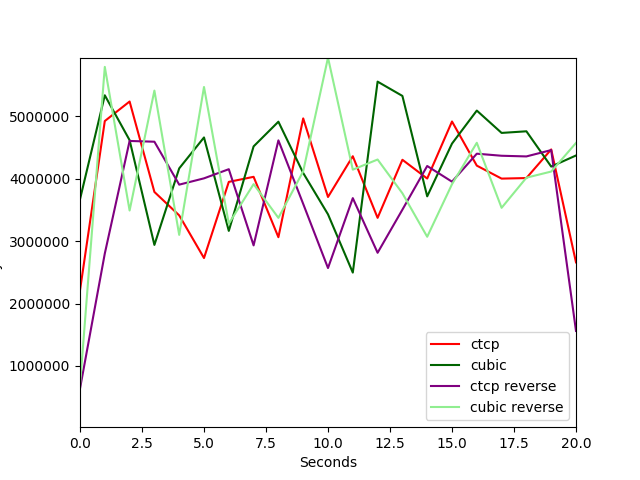 5000000
4000000
3000000
2000000
1000000
0.0 2.5 5.0 7.5 10.0 12.5 15.0 17.5 20.0
Seconds
ctcp
cubic
ctcp reverse
cubic reverse